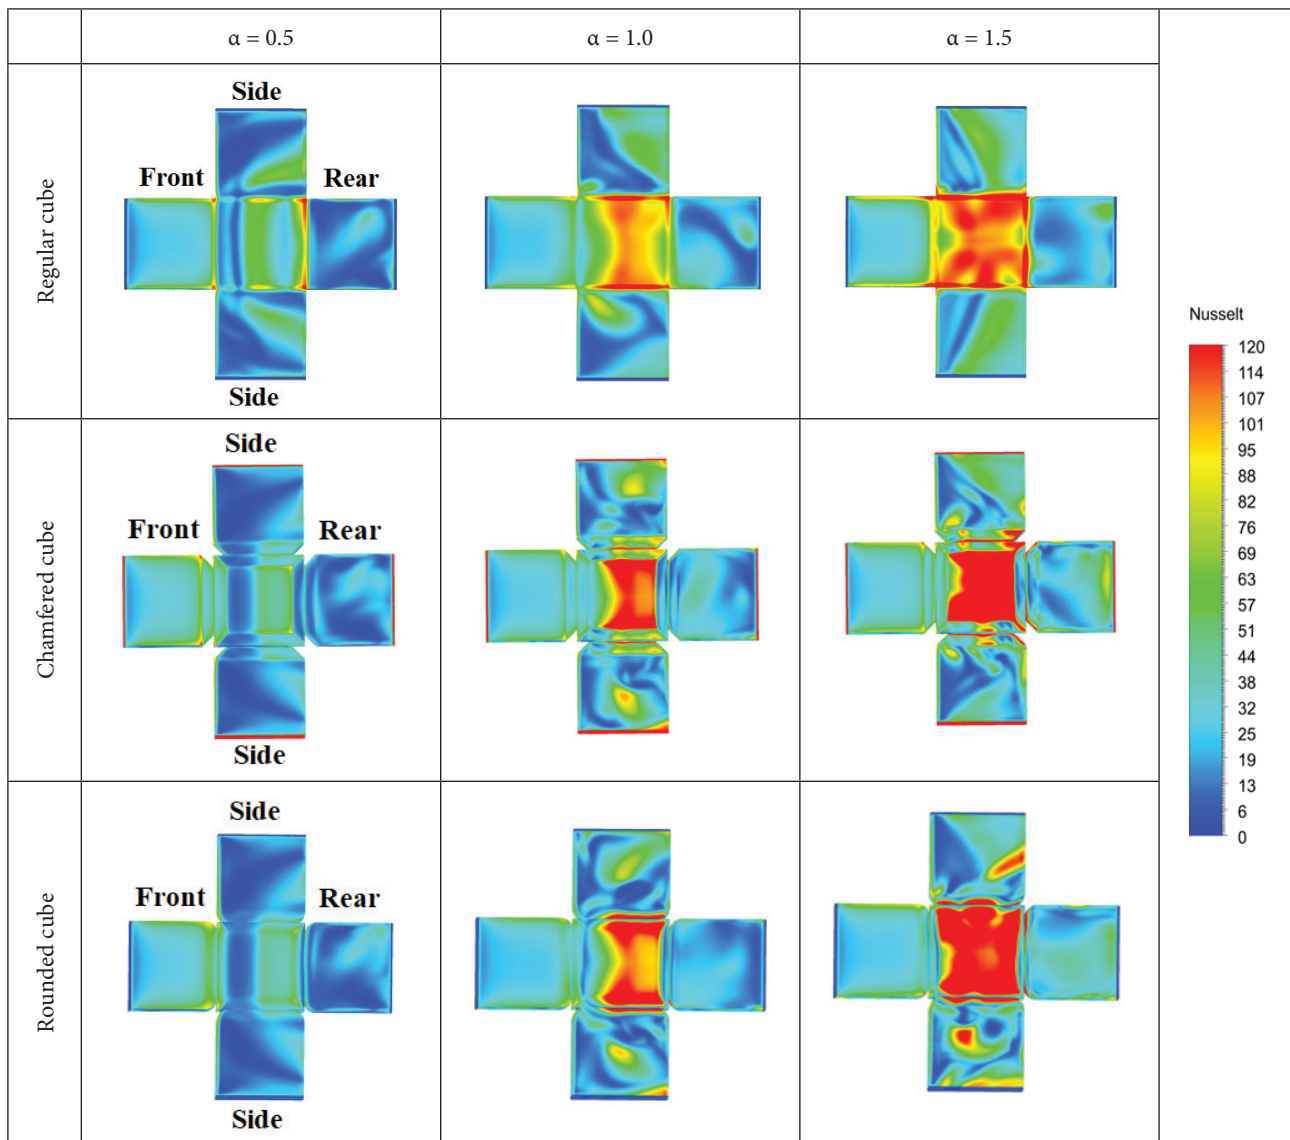 α = 0.5
α = 1.0
α = 1.5
Regular cube
Side
Front
Rear
Side
Chamfered cube
Side
Front
Rear
Side
Rounded cube
Side
Front
Rear
Side
Nusselt
120
114
107
101
95
88
82
76
69
63
57
51
44
38
32
25
19
13
6
0